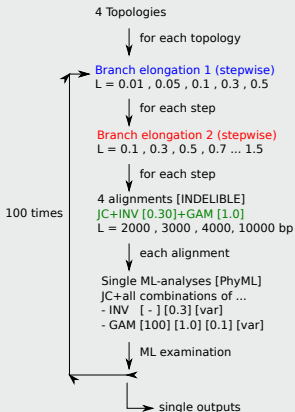 4 Topologies
for each topology
Branch elongation 1 (stepwise)
L = 0.01 , 0.05 , 0.1 , 0.3 , 0.5
for each step
Branch elongation 2 (stepwise)
L = 0.1 , 0.3 , 0.5 , 0.7 ... 1.5
for each step
100 times
4 alignments [INDELIBLE]
JC+INV [0.30]+GAM [1.0]
L = 2000 , 3000 , 4000, 10000 bp
each alignment
Single ML-analyses [PhyML]
JC+all combinations of ...
- INV [ - ] [0.3] [var]
- GAM [100] [1.0] [0.1] [var]
ML examination
single outputs